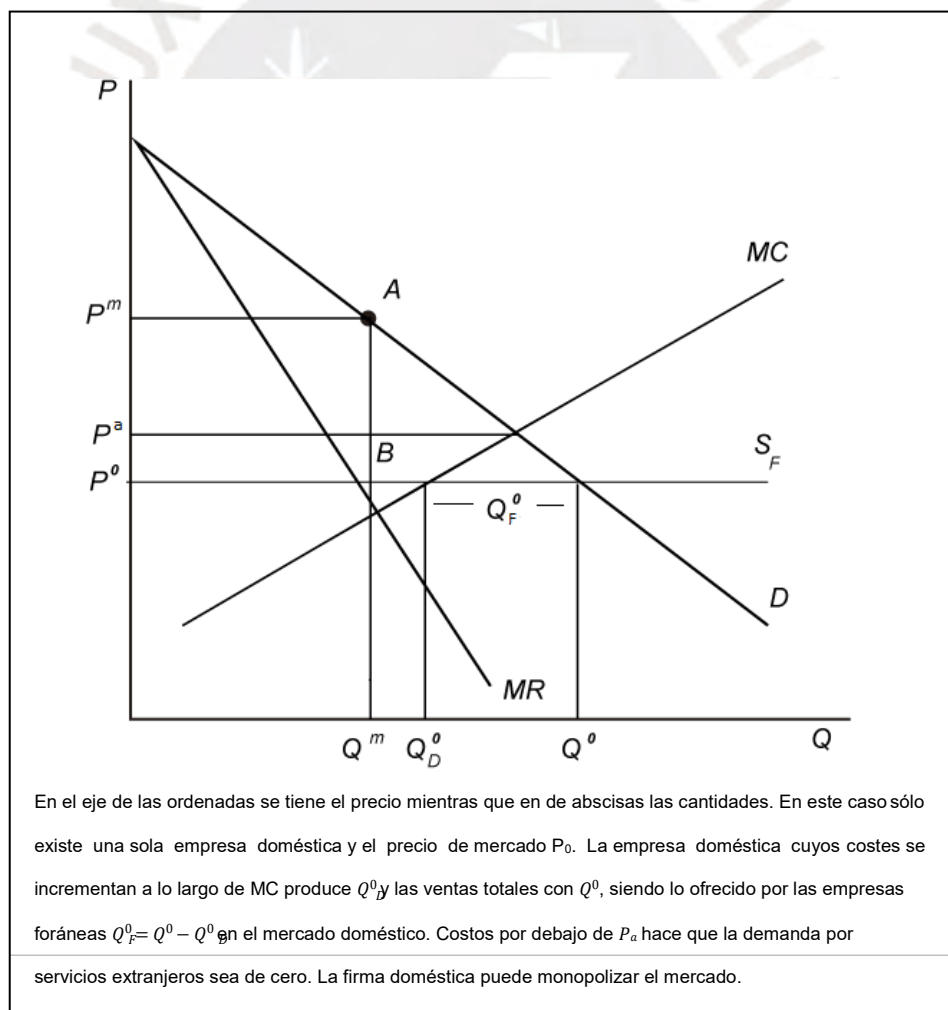 P
MC
A
P^m
P^a
B
S_F
P^0
Q_F^0
D
MR
Q^m Q_D^0 Q^0 Q
En el eje de las ordenadas se tiene el precio mientras que en de abscisas las cantidades. En este caso sólo
existe una sola empresa doméstica y el precio de mercado P₀. La empresa doméstica cuyos costes se
incrementan a lo largo de MC produce Q^0_D y las ventas totales con Q^0, siendo lo ofrecido por las empresas
foráneas Q^0_F = Q^0 − Q^0_D en el mercado doméstico. Costos por debajo de P_a hace que la demanda por
servicios extranjeros sea de cero. La firma doméstica puede monopolizar el mercado.